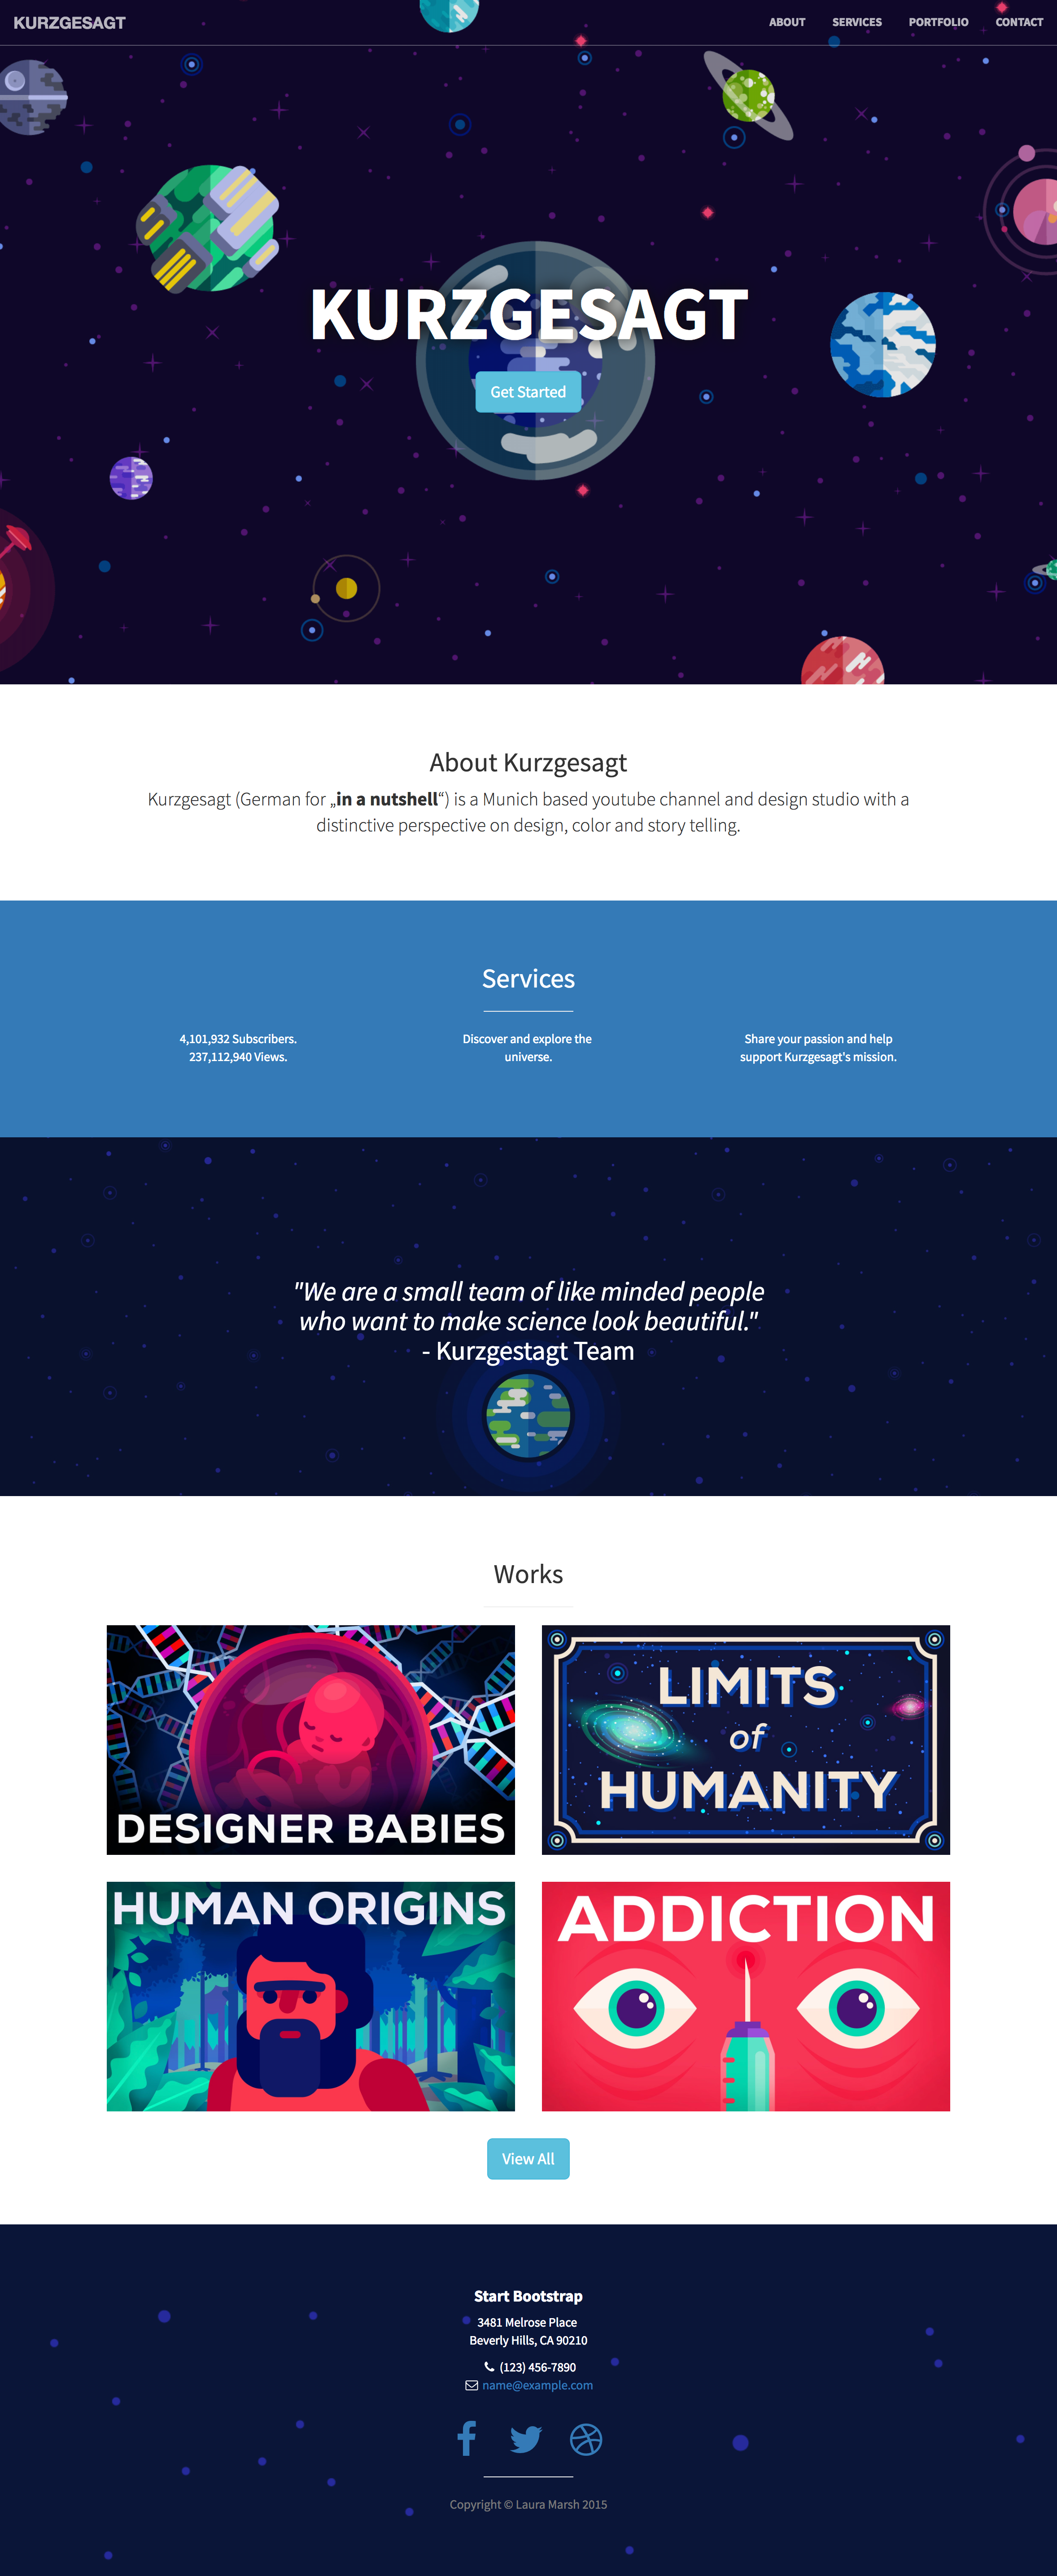 KURZGESAGT
ABOUT SERVICES PORTFOLIO CONTACT
KURZGESAGT
Get Started
About Kurzgesagt
Kurzgesagt (German for „in a nutshell“) is a Munich based youtube channel and design studio with a
distinctive perspective on design, color and story telling.
Services
4,101,932 Subscribers.
237,112,940 Views.
Discover and explore the
universe.
Share your passion and help
support Kurzgesagt's mission.
"We are a small team of like minded people
who want to make science look beautiful."
- Kurzgestagt Team
Works
DESIGNER BABIES
LIMITS
of
HUMANITY
HUMAN ORIGINS
ADDICTION
View All
Start Bootstrap
3481 Melrose Place
Beverly Hills, CA 90210
(123) 456-7890
name@example.com
Copyright © Laura Marsh 2015